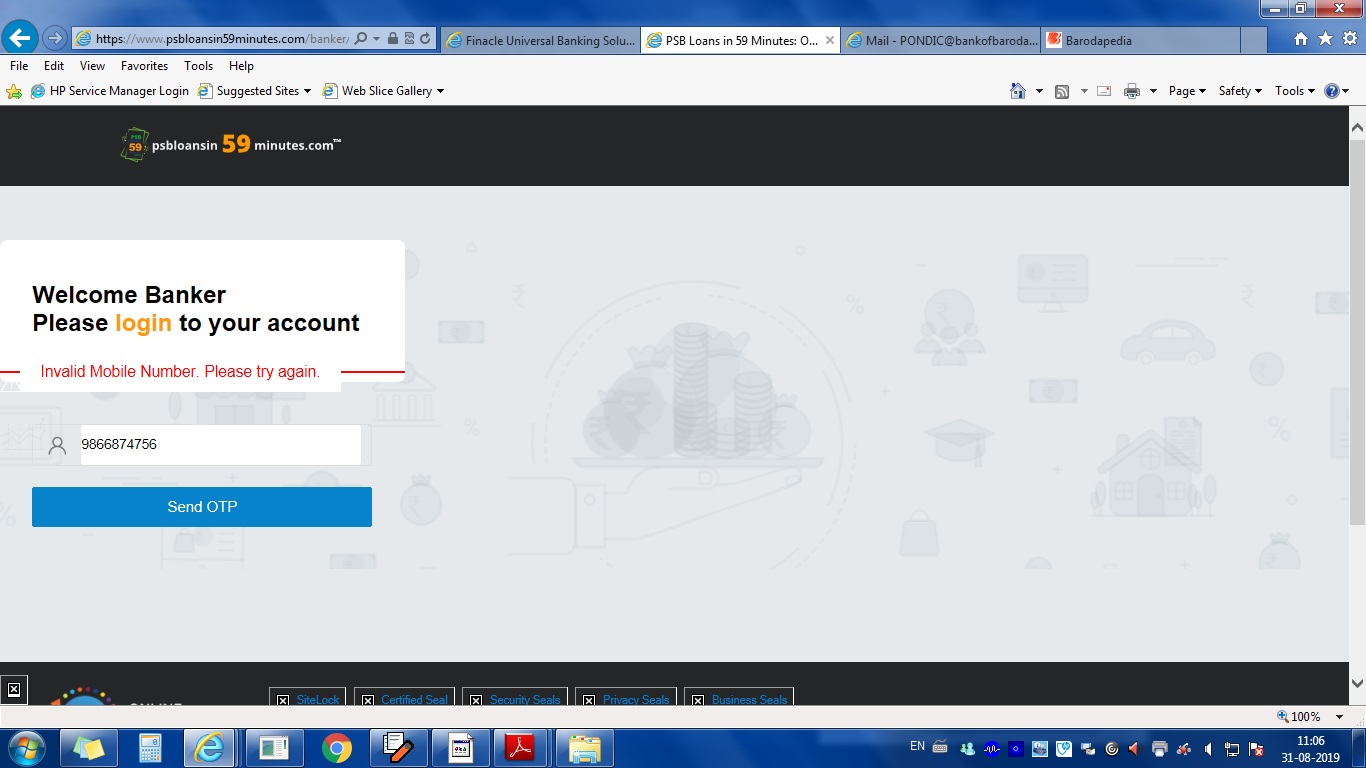 https://www.psbloansin59minutes.com/banker/
Finacle Universal Banking Solu...
PSB Loans in 59 Minutes: O...
Mail - PONDIC@bankofbaroda...
Barodapedia
File Edit View Favorites Tools Help
HP Service Manager Login Suggested Sites Web Slice Gallery Page Safety Tools
PSB
59
psbloansin 59 minutes.com™
Welcome Banker
Please login to your account
Invalid Mobile Number. Please try again.
9866874756
Send OTP
SiteLock Certified Seal Security Seals Privacy Seals Business Seals
ONLINE
100%
EN
11:06
31-08-2019